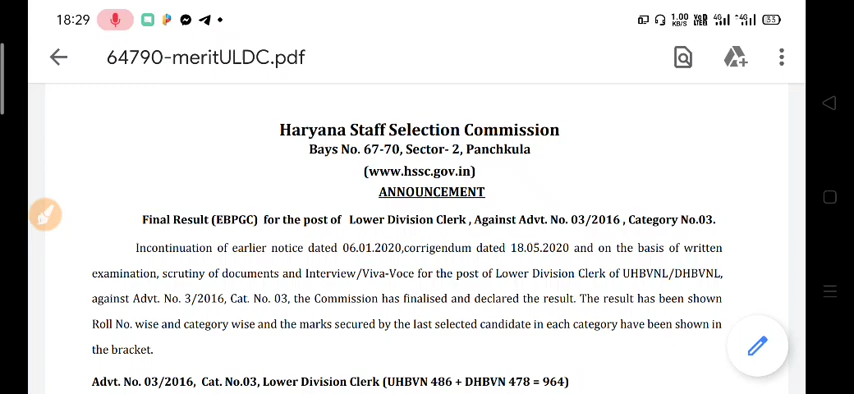 18:29
1.00 KB/S
4G
4G
33
64790-meritULDC.pdf
Haryana Staff Selection Commission
Bays No. 67-70, Sector- 2, Panchkula
(www.hssc.gov.in)
ANNOUNCEMENT
Final Result (EBPGC) for the post of Lower Division Clerk , Against Advt. No. 03/2016 , Category No.03.
Incontinuation of earlier notice dated 06.01.2020,corrigendum dated 18.05.2020 and on the basis of written
examination, scrutiny of documents and Interview/Viva-Voce for the post of Lower Division Clerk of UHBVNL/DHBVNL,
against Advt. No. 3/2016, Cat. No. 03, the Commission has finalised and declared the result. The result has been shown
Roll No. wise and category wise and the marks secured by the last selected candidate in each category have been shown in
the bracket.
Advt. No. 03/2016, Cat. No.03, Lower Division Clerk (UHBVN 486 + DHBVN 478 = 964)